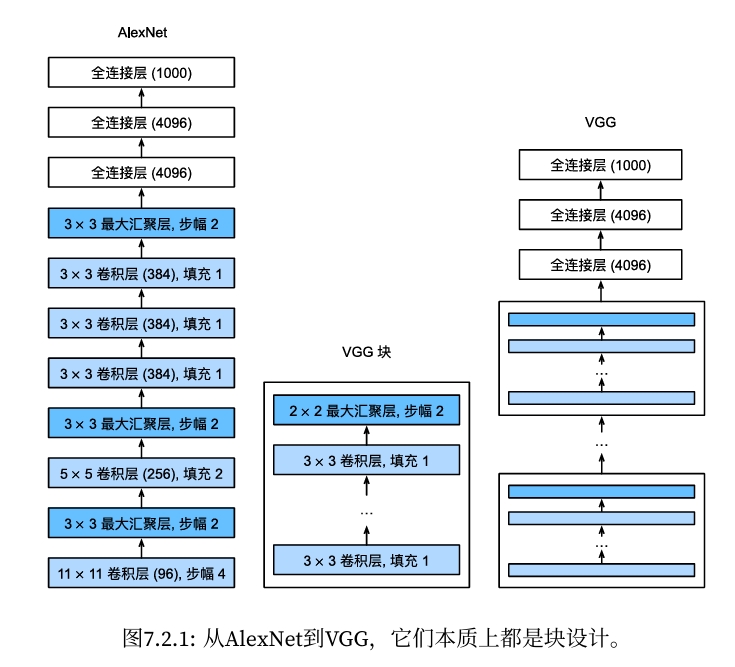 AlexNet
全连接层 (1000)
全连接层 (4096)
全连接层 (4096)
3 × 3 最大汇聚层, 步幅 2
3 × 3 卷积层 (384), 填充 1
3 × 3 卷积层 (384), 填充 1
3 × 3 卷积层 (384), 填充 1
3 × 3 最大汇聚层, 步幅 2
5 × 5 卷积层 (256), 填充 2
3 × 3 最大汇聚层, 步幅 2
11 × 11 卷积层 (96), 步幅 4
VGG 块
2 × 2 最大汇聚层, 步幅 2
3 × 3 卷积层, 填充 1
...
3 × 3 卷积层, 填充 1
VGG
全连接层 (1000)
全连接层 (4096)
全连接层 (4096)
...
...
...
图7.2.1: 从AlexNet到VGG，它们本质上都是块设计。